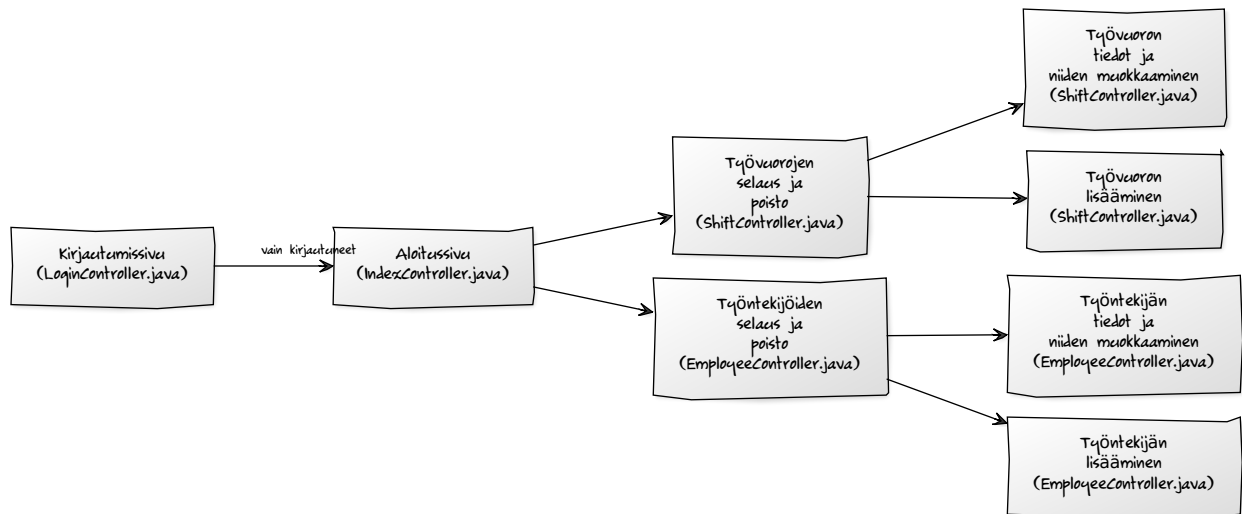 Kirjautumissivu
(LoginController.java)
vain kirjautuneet
Aloitussivu
(IndexController.java)
Työvuorojen
selaus ja
poisto
(ShiftController.java)
Työntekijöiden
selaus ja
poisto
(EmployeeController.java)
Työvuoron
tiedot ja
niiden muokkaaminen
(ShiftController.java)
Työvuoron
lisääminen
(ShiftController.java)
Työntekijän
tiedot ja
niiden muokkaaminen
(EmployeeController.java)
Työntekijän
lisääminen
(EmployeeController.java)